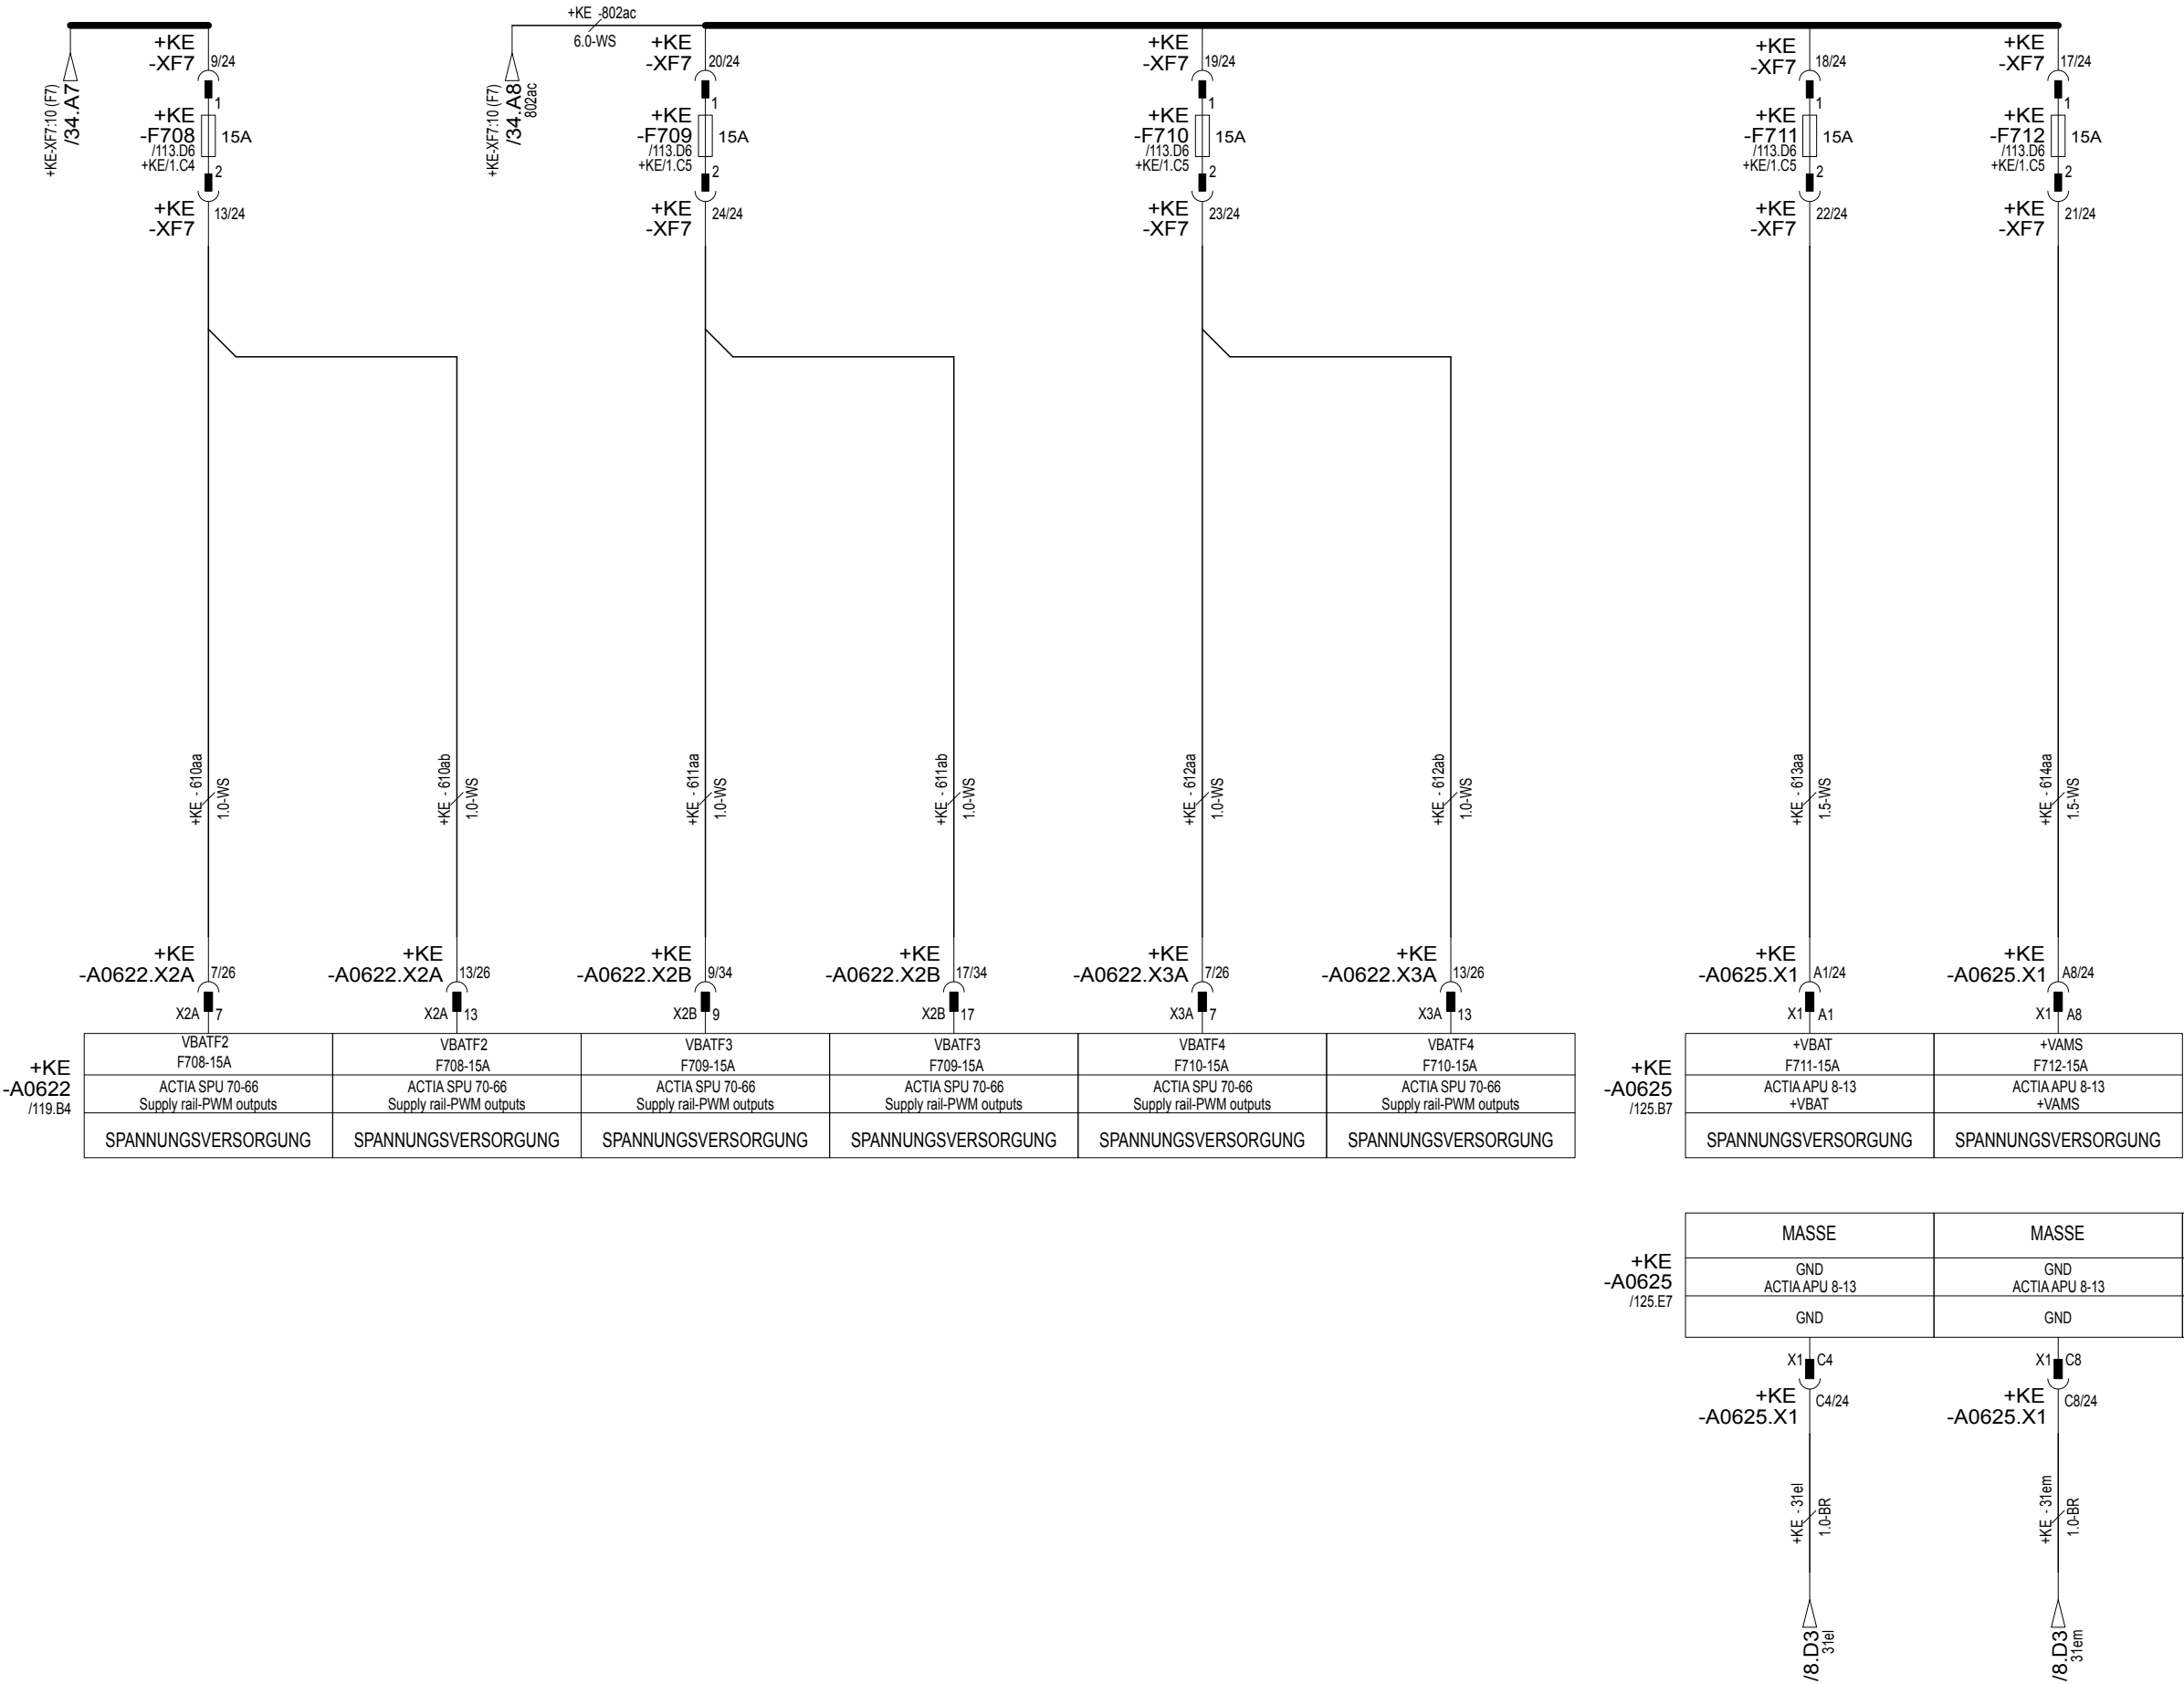 +KE -802ac
6.0-WS
+KE-XF7:10 (F7)
/34.A7
+KE-XF7:10 (F7)
/34.A8
802ac
+KE
-XF7
9/24
+KE
-XF7
20/24
+KE
-XF7
19/24
+KE
-XF7
18/24
+KE
-XF7
17/24
1
+KE
-F708
/113.D6
+KE/1.C4
15A
2
1
+KE
-F709
/113.D6
+KE/1.C5
15A
2
1
+KE
-F710
/113.D6
+KE/1.C5
15A
2
1
+KE
-F711
/113.D6
+KE/1.C5
15A
2
1
+KE
-F712
/113.D6
+KE/1.C5
15A
2
+KE
-XF7
13/24
+KE
-XF7
24/24
+KE
-XF7
23/24
+KE
-XF7
22/24
+KE
-XF7
21/24
+KE - 610aa
1.0-WS
+KE - 610ab
1.0-WS
+KE - 611aa
1.0-WS
+KE - 611ab
1.0-WS
+KE - 612aa
1.0-WS
+KE - 612ab
1.0-WS
+KE - 613aa
1.5-WS
+KE - 614aa
1.5-WS
+KE
-A0622.X2A
7/26
X2A 7
+KE
-A0622.X2A
13/26
X2A 13
+KE
-A0622.X2B
9/34
X2B 9
+KE
-A0622.X2B
17/34
X2B 17
+KE
-A0622.X3A
7/26
X3A 7
+KE
-A0622.X3A
13/26
X3A 13
+KE
-A0625.X1
A1/24
X1 A1
+KE
-A0625.X1
A8/24
X1 A8
+KE
-A0622
/119.B4
VBATF2
F708-15A
ACTIA SPU 70-66
Supply rail-PWM outputs
SPANNUNGSVERSORGUNG
VBATF2
F708-15A
ACTIA SPU 70-66
Supply rail-PWM outputs
SPANNUNGSVERSORGUNG
VBATF3
F709-15A
ACTIA SPU 70-66
Supply rail-PWM outputs
SPANNUNGSVERSORGUNG
VBATF3
F709-15A
ACTIA SPU 70-66
Supply rail-PWM outputs
SPANNUNGSVERSORGUNG
VBATF4
F710-15A
ACTIA SPU 70-66
Supply rail-PWM outputs
SPANNUNGSVERSORGUNG
VBATF4
F710-15A
ACTIA SPU 70-66
Supply rail-PWM outputs
SPANNUNGSVERSORGUNG
+KE
-A0625
/125.B7
+VBAT
F711-15A
ACTIA APU 8-13
+VBAT
SPANNUNGSVERSORGUNG
+VAMS
F712-15A
ACTIA APU 8-13
+VAMS
SPANNUNGSVERSORGUNG
+KE
-A0625
/125.E7
MASSE
GND
ACTIA APU 8-13
GND
MASSE
GND
ACTIA APU 8-13
GND
X1 C4
+KE
-A0625.X1
C4/24
X1 C8
+KE
-A0625.X1
C8/24
+KE - 31el
1.0-BR
+KE - 31em
1.0-BR
/8.D3
31el
/8.D3
31em